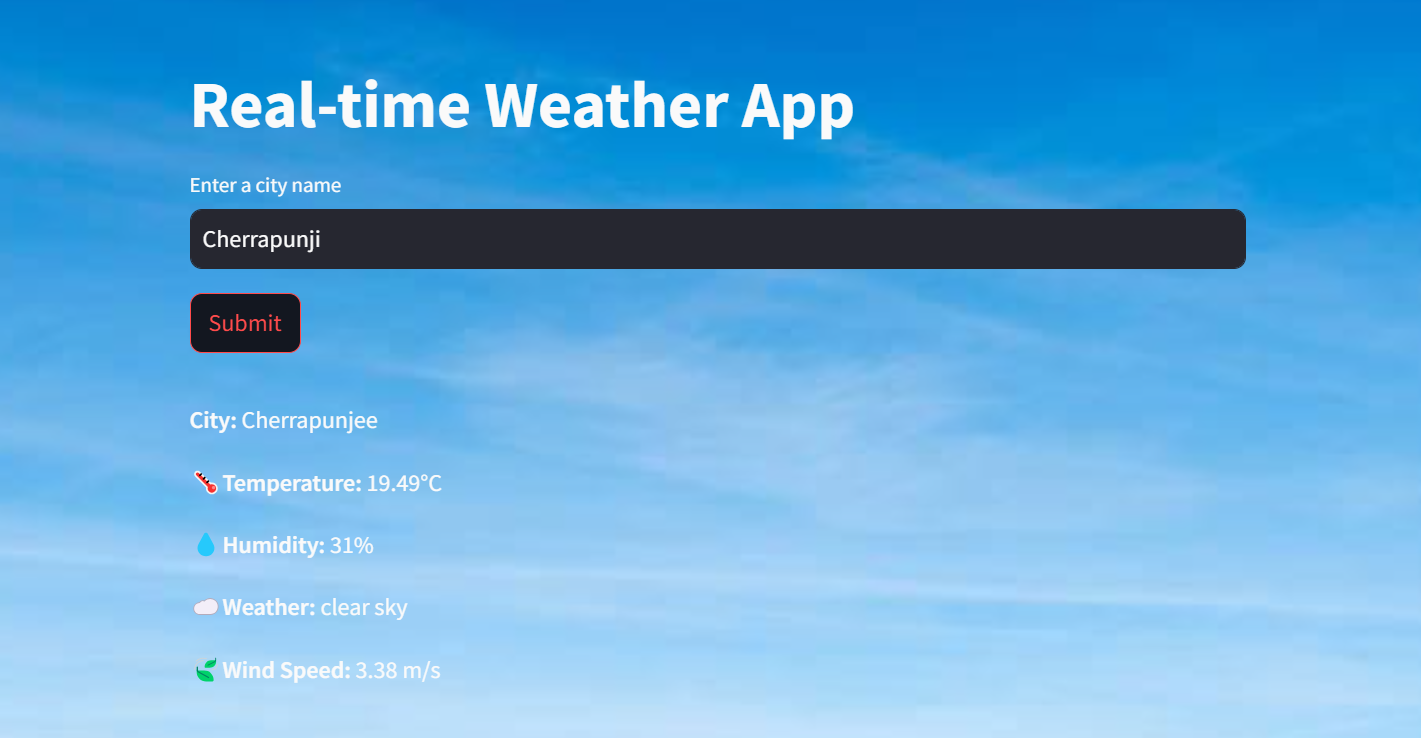 Real-time Weather App
Enter a city name
Cherrapunji
Submit
City: Cherrapunjee
Temperature: 19.49°C
Humidity: 31%
Weather: clear sky
Wind Speed: 3.38 m/s